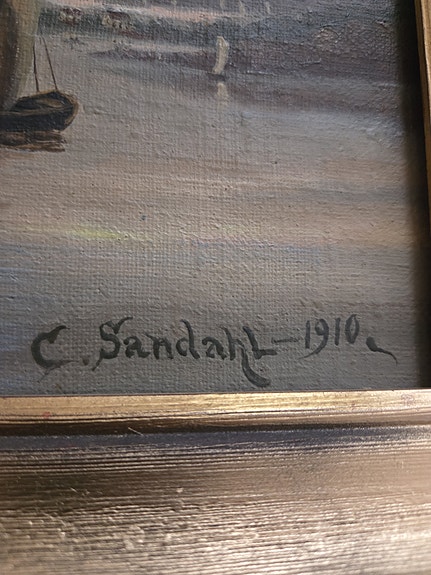 C. Sandahl - 1910.